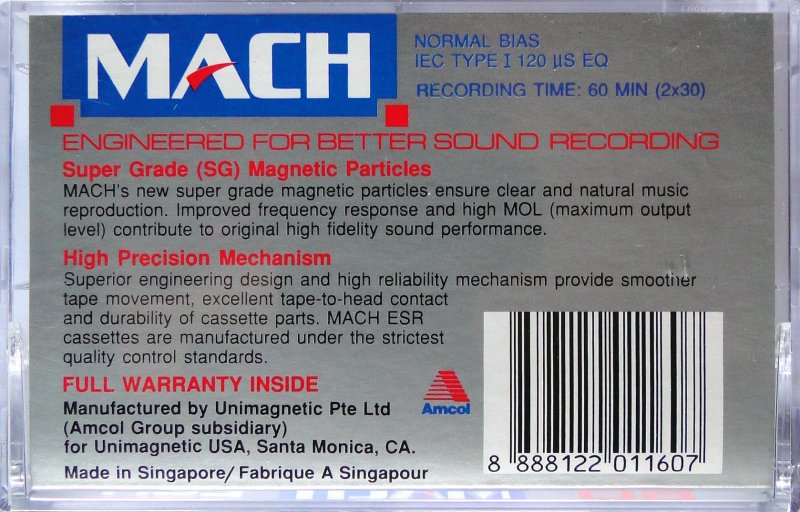 MACH
NORMAL BIAS
IEC TYPE I 120 µS EQ
RECORDING TIME: 60 MIN (2x30)
ENGINEERED FOR BETTER SOUND RECORDING
Super Grade (SG) Magnetic Particles
MACH's new super grade magnetic particles ensure clear and natural music
reproduction. Improved frequency response and high MOL (maximum output
level) contribute to original high fidelity sound performance.
High Precision Mechanism
Superior engineering design and high reliability mechanism provide smoother
tape movement, excellent tape-to-head contact
and durability of cassette parts. MACH ESR
cassettes are manufactured under the strictest
quality control standards.
FULL WARRANTY INSIDE
Manufactured by Unimagnetic Pte Ltd
(Amcol Group subsidiary)
for Unimagnetic USA, Santa Monica, CA.
Made in Singapore/Fabrique A Singapour
Amcol
8 888122 011607